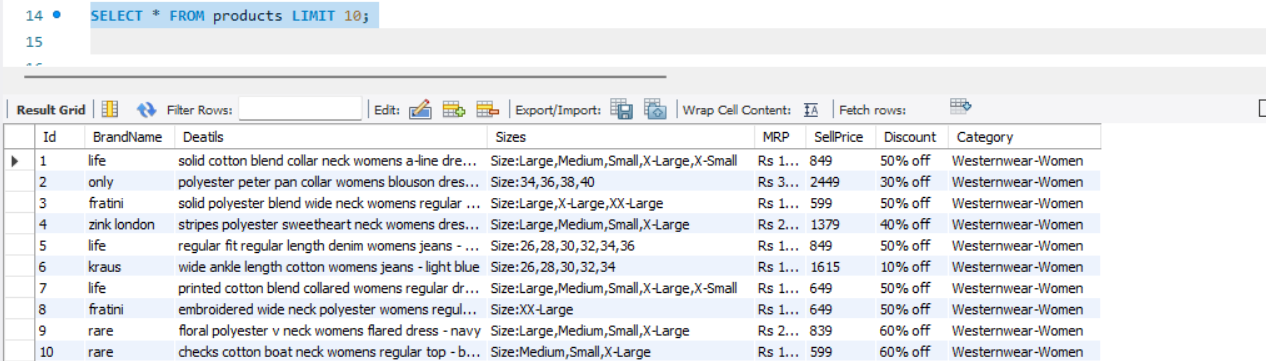 14 SELECT * FROM products LIMIT 10;
15
Result Grid Filter Rows: Edit: Export/Import: Wrap Cell Content: IA Fetch rows:
Id BrandName Deatils Sizes MRP SellPrice Discount Category
1 life solid cotton blend collar neck womens a-line dre... Size:Large,Medium,Small,X-Large,X-Small Rs 1... 849 50% off Westernwear-Women
2 only polyester peter pan collar womens blouson dres... Size:34,36,38,40 Rs 3... 2449 30% off Westernwear-Women
3 fratini solid polyester blend wide neck womens regular ... Size:Large,X-Large,XX-Large Rs 1... 599 50% off Westernwear-Women
4 zink london stripes polyester sweetheart neck womens dres... Size:Large,Medium,Small,X-Large Rs 2... 1379 40% off Westernwear-Women
5 life regular fit regular length denim womens jeans - ... Size:26,28,30,32,34,36 Rs 1... 849 50% off Westernwear-Women
6 kraus wide ankle length cotton womens jeans - light blue Size:26,28,30,32,34 Rs 1... 1615 10% off Westernwear-Women
7 life printed cotton blend collared womens regular dr... Size:Large,Medium,Small,X-Large,X-Small Rs 1... 649 50% off Westernwear-Women
8 fratini embroidered wide neck polyester womens regul... Size:XX-Large Rs 1... 649 50% off Westernwear-Women
9 rare floral polyester v neck womens flared dress - navy Size:Large,Medium,Small,X-Large Rs 2... 839 60% off Westernwear-Women
10 rare checks cotton boat neck womens regular top - b... Size:Medium,Small,X-Large Rs 1... 599 60% off Westernwear-Women